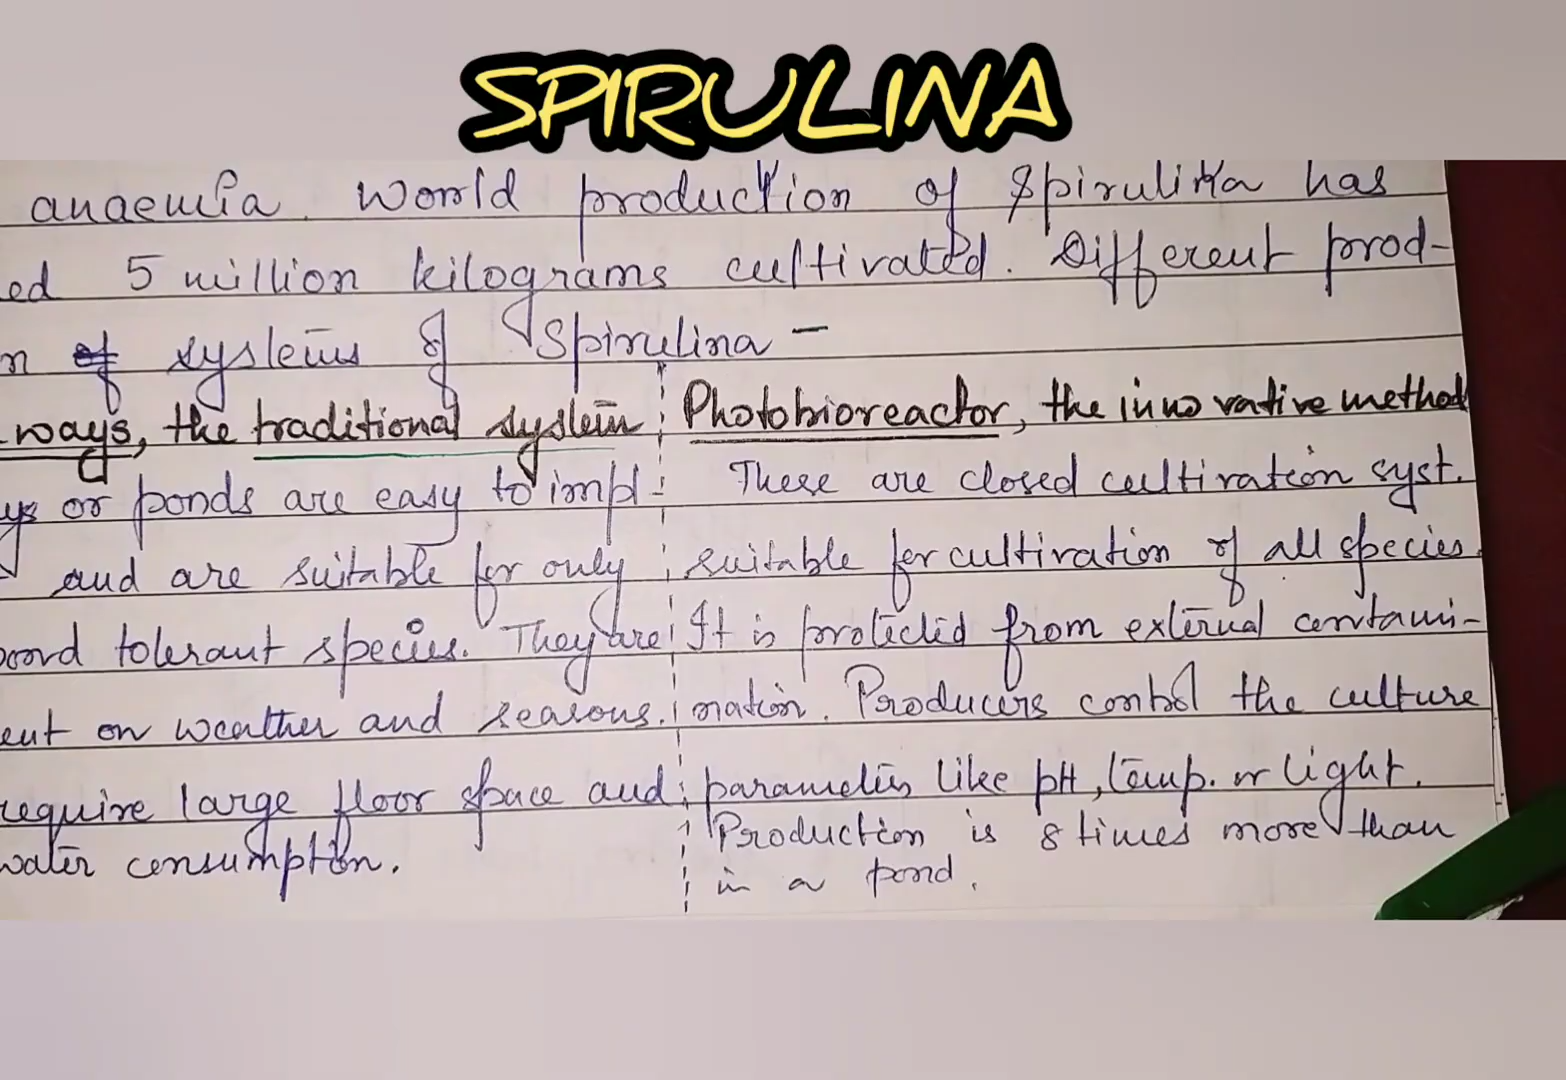 SPIRULINA
anaemia. World production of Spirulina has
ed 5 million kilograms cultivated. Different prod-
n of systems of Spirulina -
ways, the traditional system
ys or ponds are easy to impl-
and are suitable for only
tolerant species. They are
ent on weather and seasons.
require large floor space and
water consumption.
Photobioreactor, the innovative method
These are closed cultivation syst.
suitable for cultivation of all species.
It is protected from external contami-
nation. Producers control the culture
parameters like pH, temp. or light.
Production is 8 times more than
in a pond.